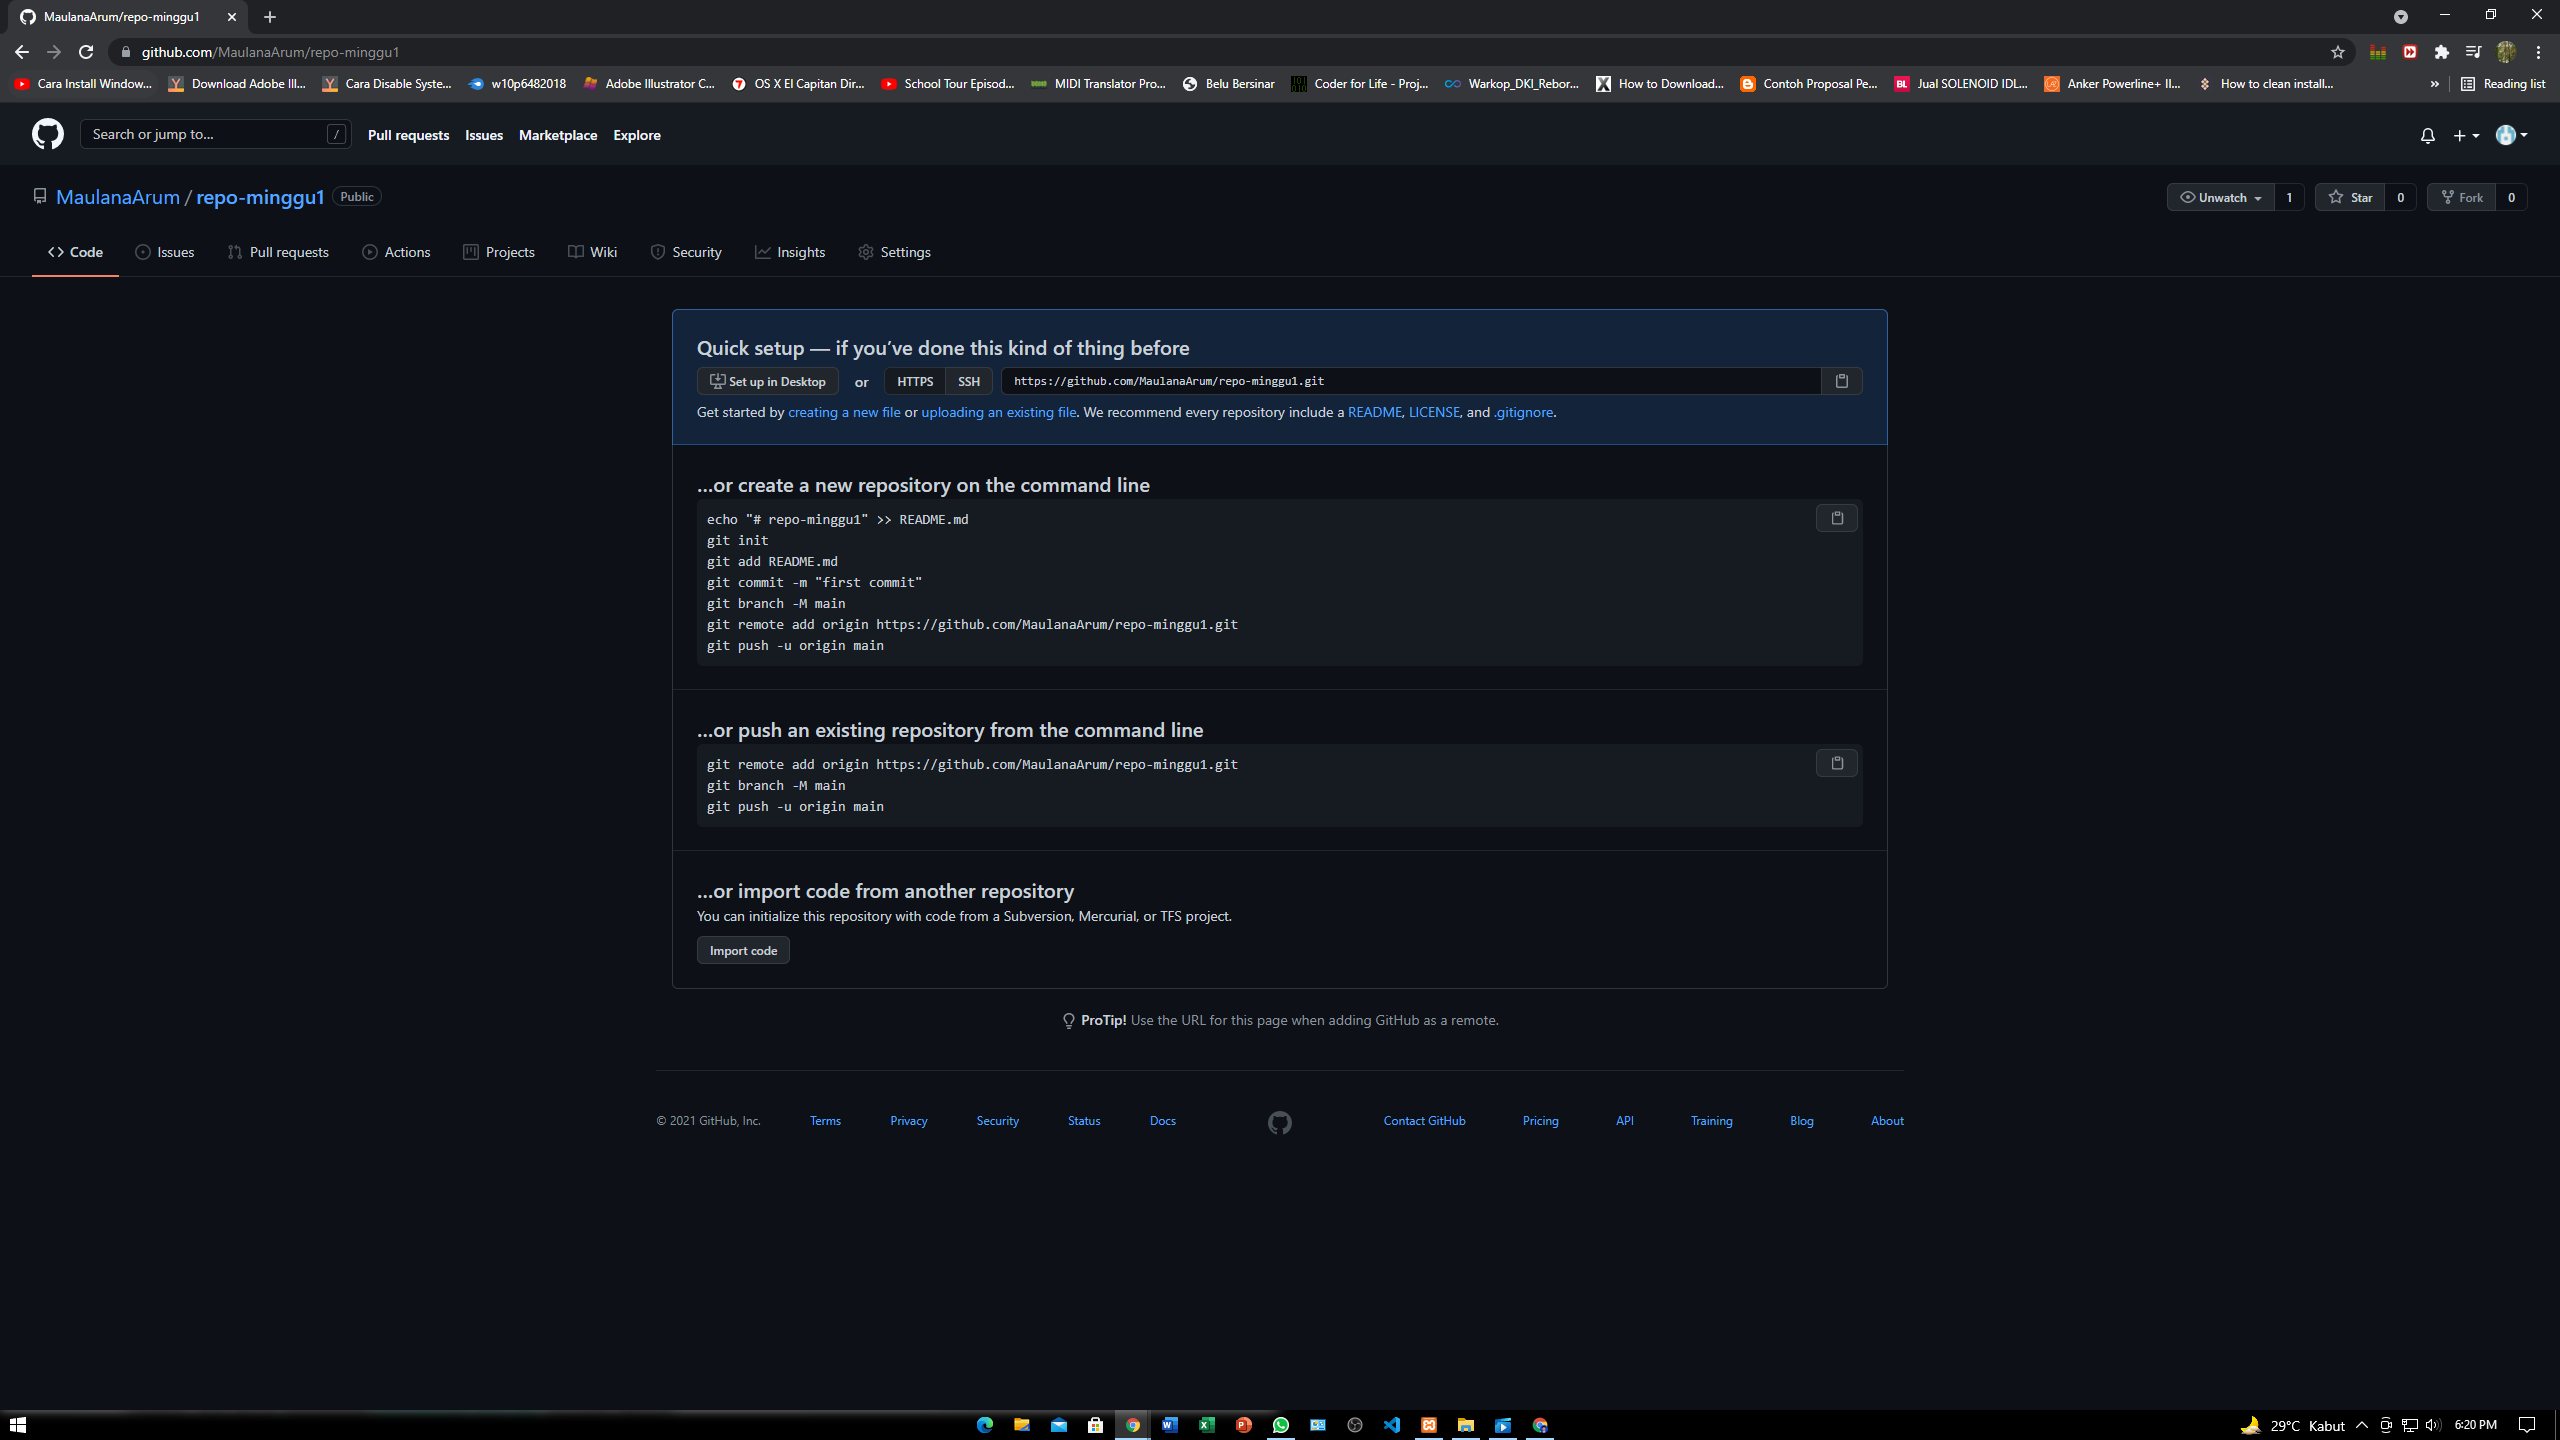 MaulanaArum/repo-minggu1
github.com/MaulanaArum/repo-minggu1
Cara Install Window... Download Adobe Ill... Cara Disable Syste... w10p6482018 Adobe Illustrator C... OS X El Capitan Dir... School Tour Episod... MIDI Translator Pro... Belu Bersinar Coder for Life - Proj... Warkop_DKI_Rebor... How to Download... Contoh Proposal Pe... Jual SOLENOID IDL... Anker Powerline+ II... How to clean install... » Reading list
Search or jump to... / Pull requests Issues Marketplace Explore
MaulanaArum / repo-minggu1 Public Unwatch 1 Star 0 Fork 0
Code Issues Pull requests Actions Projects Wiki Security Insights Settings
Quick setup — if you've done this kind of thing before
Set up in Desktop or HTTPS SSH https://github.com/MaulanaArum/repo-minggu1.git
Get started by creating a new file or uploading an existing file. We recommend every repository include a README, LICENSE, and .gitignore.
…or create a new repository on the command line
echo "# repo-minggu1" >> README.md
git init
git add README.md
git commit -m "first commit"
git branch -M main
git remote add origin https://github.com/MaulanaArum/repo-minggu1.git
git push -u origin main
…or push an existing repository from the command line
git remote add origin https://github.com/MaulanaArum/repo-minggu1.git
git branch -M main
git push -u origin main
…or import code from another repository
You can initialize this repository with code from a Subversion, Mercurial, or TFS project.
Import code
ProTip! Use the URL for this page when adding GitHub as a remote.
© 2021 GitHub, Inc. Terms Privacy Security Status Docs Contact GitHub Pricing API Training Blog About
29°C Kabut 6:20 PM